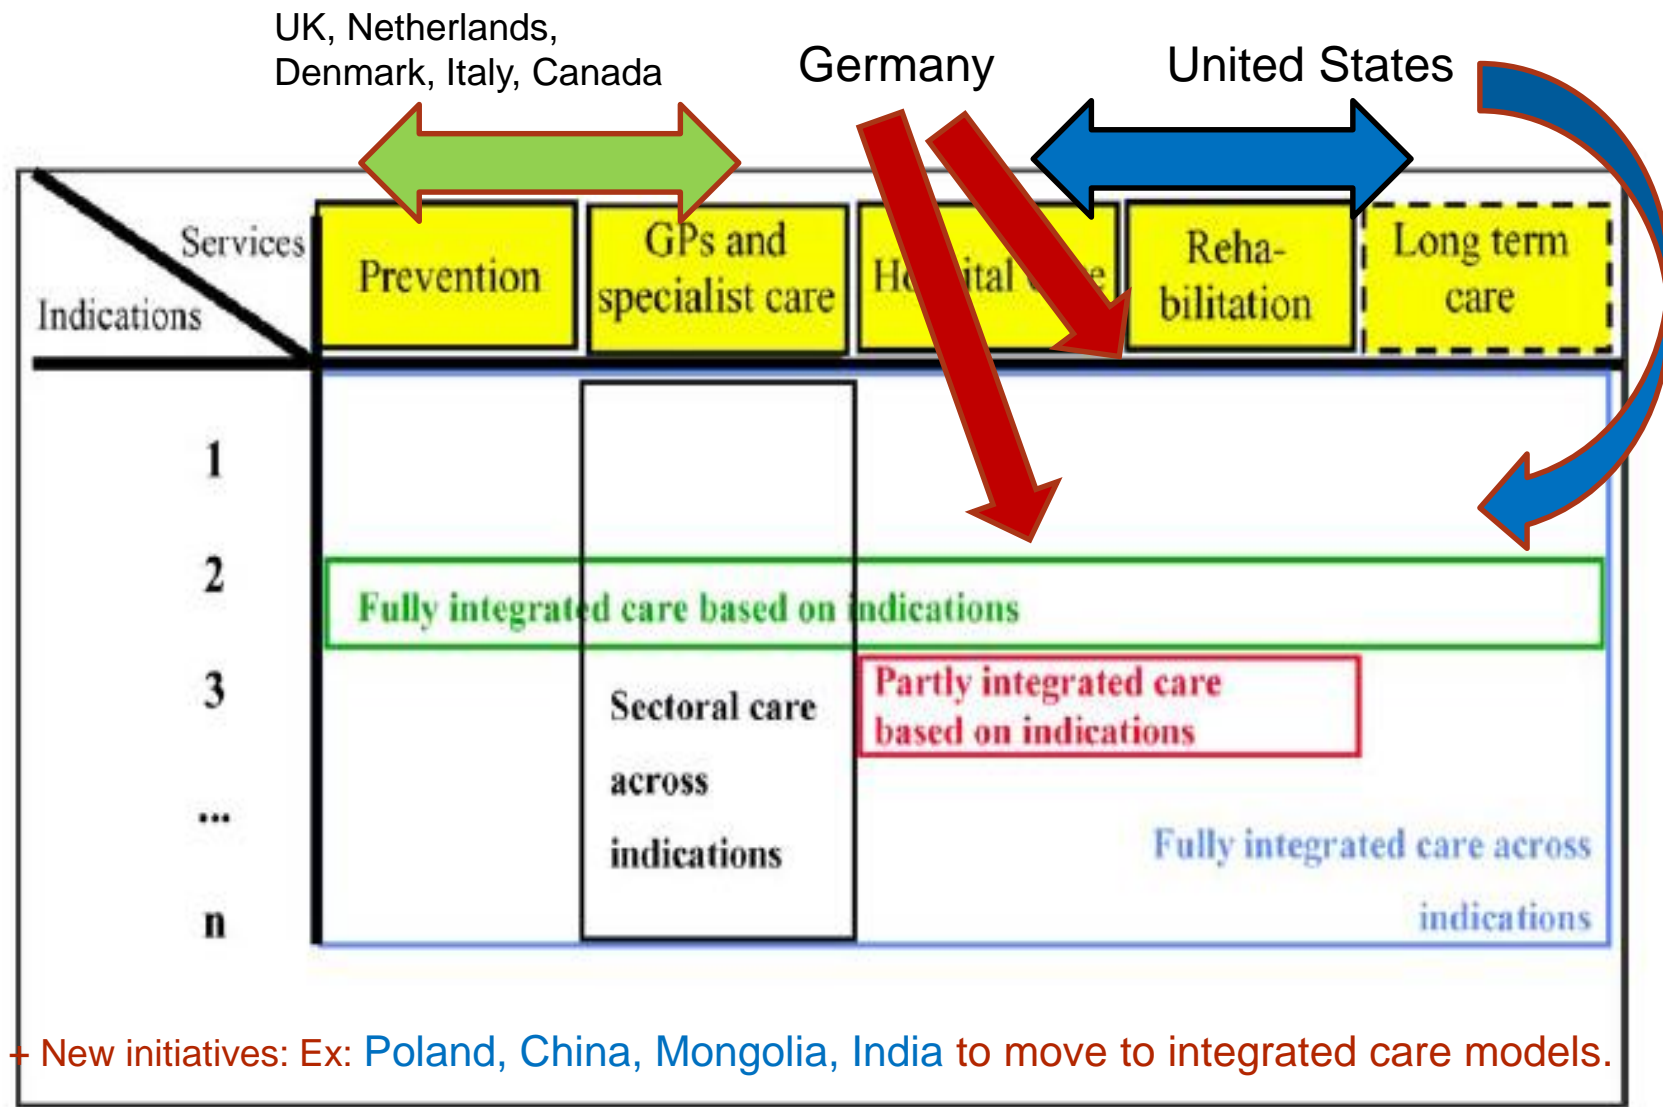 UK, Netherlands,
Denmark, Italy, Canada
Germany
United States
Services
Indications
Prevention
GPs and
specialist care
Reha-
bilitation
Long term
care
1
2
3
...
n
Fully integrated care based on indications
Partly integrated care
based on indications
Sectoral care
across
indications
Fully integrated care across
indications
+ New initiatives: Ex: Poland, China, Mongolia, India to move to integrated care models.